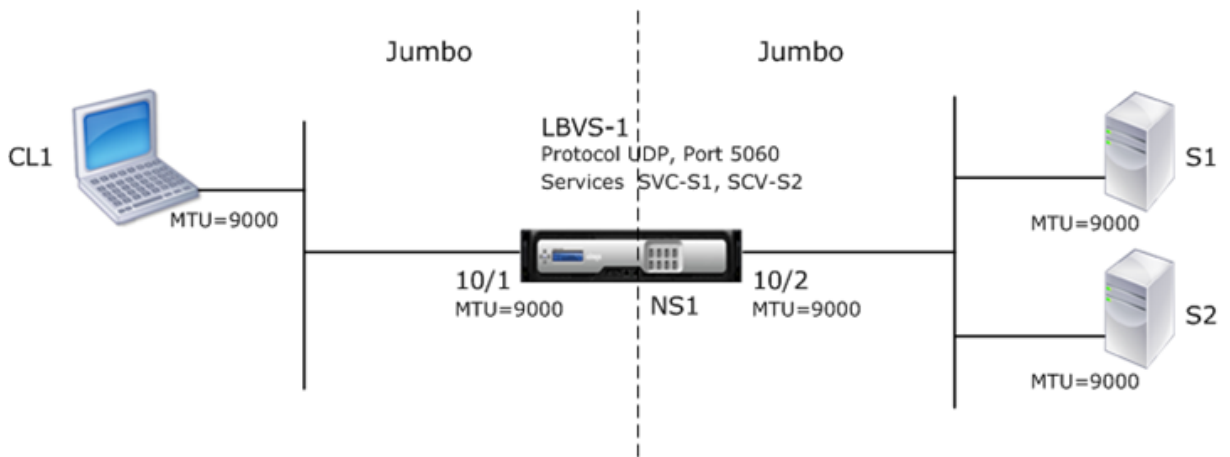 Jumbo
Jumbo
LBVS-1
Protocol UDP, Port 5060
Services SVC-S1, SCV-S2
CL1
MTU=9000
10/1
MTU=9000
NS1
10/2
MTU=9000
S1
MTU=9000
S2
MTU=9000